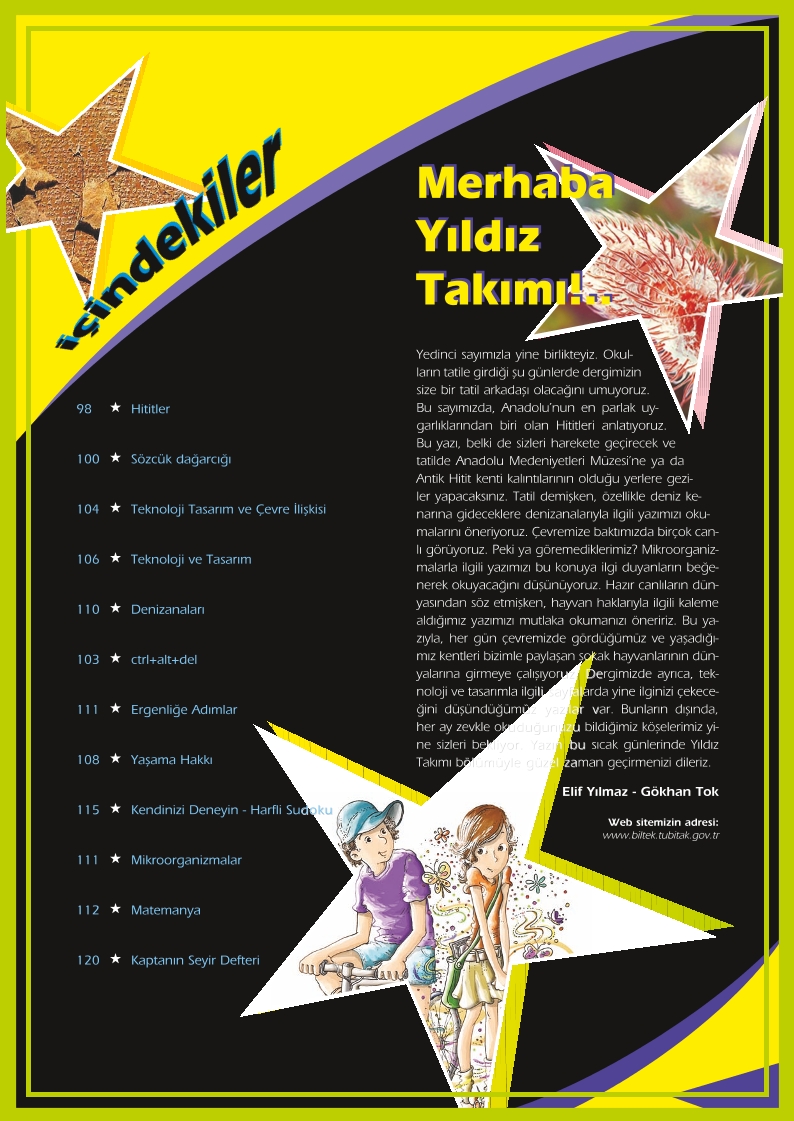 içindekiler
98 ★ Hititler
100 ★ Sözcük dağarcığı
104 ★ Teknoloji Tasarım ve Çevre İlişkisi
106 ★ Teknoloji ve Tasarım
110 ★ Denizanaları
103 ★ ctrl+alt+del
111 ★ Ergenliğe Adımlar
108 ★ Yaşama Hakkı
115 ★ Kendinizi Deneyin - Harfli Sudoku
111 ★ Mikroorganizmalar
112 ★ Matemanya
120 ★ Kaptanın Seyir Defteri
Merhaba
Yıldız
Takımı!..
Yedinci sayımızla yine birlikteyiz. Okul-
ların tatile girdiği şu günlerde dergimizin
size bir tatil arkadaşı olacağını umuyoruz.
Bu sayımızda, Anadolu'nun en parlak uy-
garlıklarından biri olan Hititleri anlatıyoruz.
Bu yazı, belki de sizleri harekete geçirecek ve
tatilde Anadolu Medeniyetleri Müzesi'ne ya da
Antik Hitit kenti kalıntılarının olduğu yerlere gezi-
ler yapacaksınız. Tatil demişken, özellikle deniz ke-
narına gideceklere denizanalarıyla ilgili yazımızı oku-
malarını öneriyoruz. Çevremize baktımızda birçok can-
lı görüyoruz. Peki ya göremediklerimiz? Mikroorganiz-
malarla ilgili yazımızı bu konuya ilgi duyanların beğe-
nerek okuyacağını düşünüyoruz. Hazır canlıların dün-
yasından söz etmişken, hayvan haklarıyla ilgili kaleme
aldığımız yazımızı mutlaka okumanızı öneririz. Bu ya-
zıyla, her gün çevremizde gördüğümüz ve yaşadığı-
mız kentleri bizimle paylaşan sokak hayvanlarının dün-
yalarına girmeye çalışıyoruz. Dergimizde ayrıca, tek-
noloji ve tasarımla ilgili sayfalarda yine ilginizi çekece-
ğini düşündüğümüz yazılar var. Bunların dışında,
her ay zevkle okuduğunuzu bildiğimiz köşelerimiz yi-
ne sizleri bekliyor. Yazın bu sıcak günlerinde Yıldız
Takımı bölümüyle güzel zaman geçirmenizi dileriz.
Elif Yılmaz - Gökhan Tok
Web sitemizin adresi:
www.biltek.tubitak.gov.tr